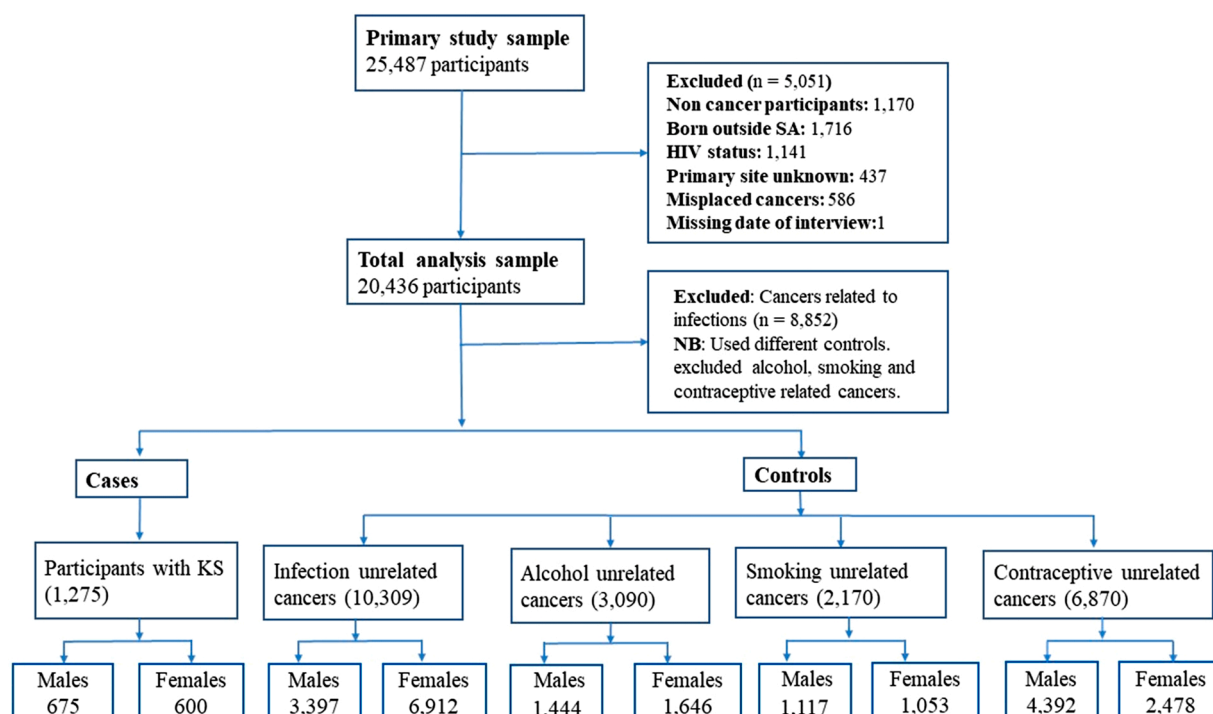 Primary study sample
25,487 participants
Excluded (n = 5,051)
Non cancer participants: 1,170
Born outside SA: 1,716
HIV status: 1,141
Primary site unknown: 437
Misplaced cancers: 586
Missing date of interview:1
Total analysis sample
20,436 participants
Excluded: Cancers related to
infections (n = 8,852)
NB: Used different controls.
excluded alcohol, smoking and
contraceptive related cancers.
Cases
Controls
Participants with KS
(1,275)
Infection unrelated
cancers (10,309)
Alcohol unrelated
cancers (3,090)
Smoking unrelated
cancers (2,170)
Contraceptive unrelated
cancers (6,870)
Males
675
Females
600
Males
3,397
Females
6,912
Males
1,444
Females
1,646
Males
1,117
Females
1,053
Males
4,392
Females
2,478